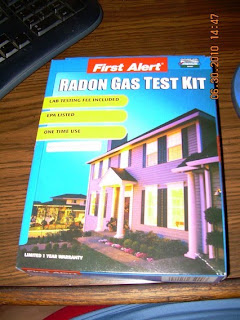 First Alert
RADON GAS TEST KIT
LAB TESTING FEE INCLUDED
EPA LISTED
ONE TIME USE
LIMITED 1 YEAR WARRANTY
06.30.2010 14:47